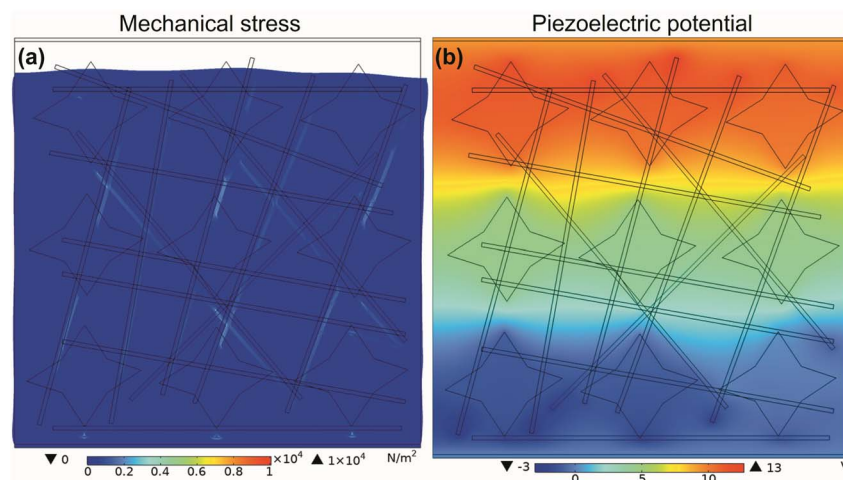 Mechanical stress
Piezoelectric potential
(a)
(b)
▼ 0
0 0.2 0.4 0.6 0.8 1
×10⁴
▲ 1×10⁴
N/m²
▼ -3
0 5 10
▲ 13
V